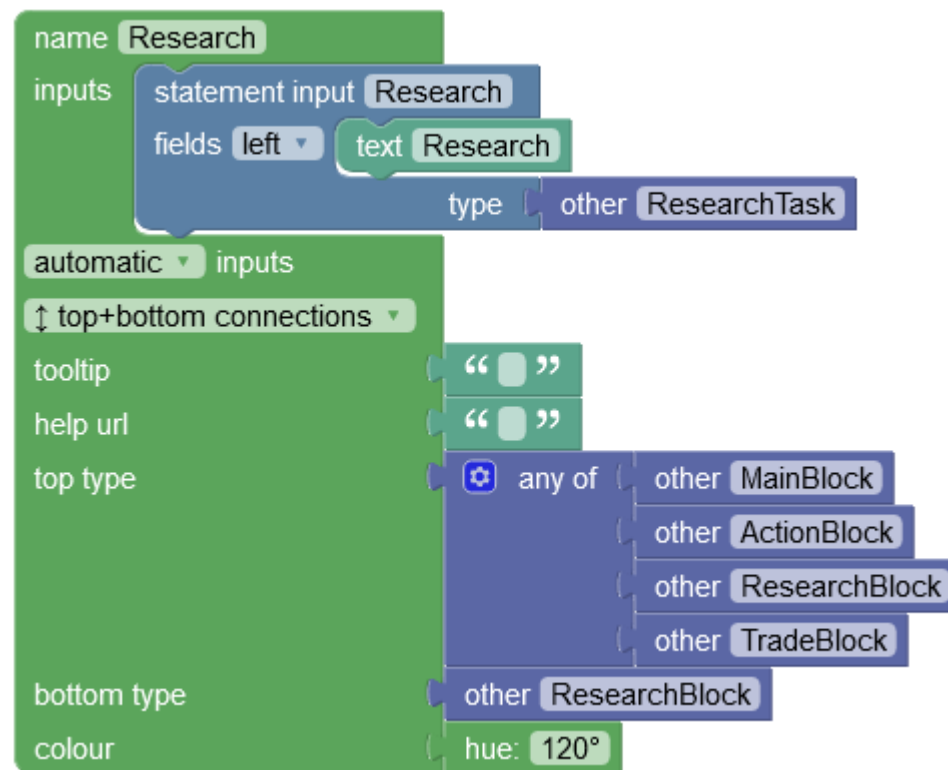 name Research
inputs statement input Research
fields left ▾ text Research
type other ResearchTask
automatic ▾ inputs
↕ top+bottom connections ▾
tooltip “ ”
help url “ ”
top type any of other MainBlock
other ActionBlock
other ResearchBlock
other TradeBlock
bottom type other ResearchBlock
colour hue: 120°